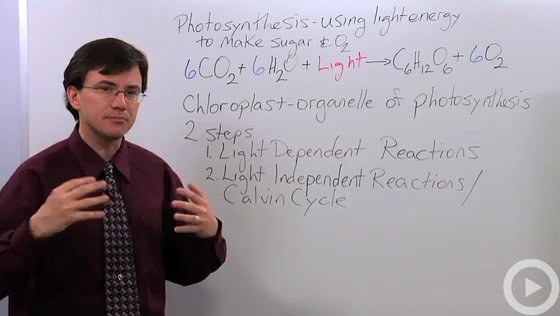 Photosynthesis - using light energy
to make sugar & O2
6CO2 + 6H2O + Light → C6H12O6 + 6O2
Chloroplast - organelle of photosynthesis
2 steps
1. Light Dependent Reactions
2. Light Independent Reactions/
Calvin Cycle